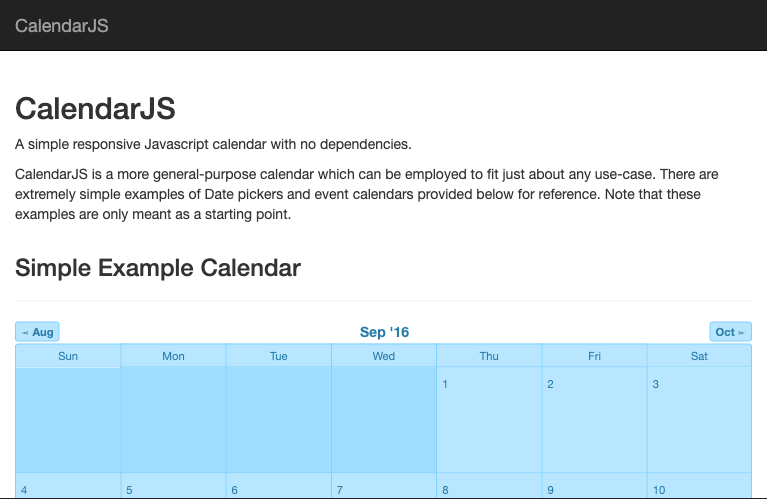 CalendarJS
CalendarJS
A simple responsive Javascript calendar with no dependencies.
CalendarJS is a more general-purpose calendar which can be employed to fit just about any use-case. There are
extremely simple examples of Date pickers and event calendars provided below for reference. Note that these
examples are only meant as a starting point.
Simple Example Calendar
Aug Sep '16 Oct
Sun Mon Tue Wed Thu Fri Sat
1 2 3
4 5 6 7 8 9 10